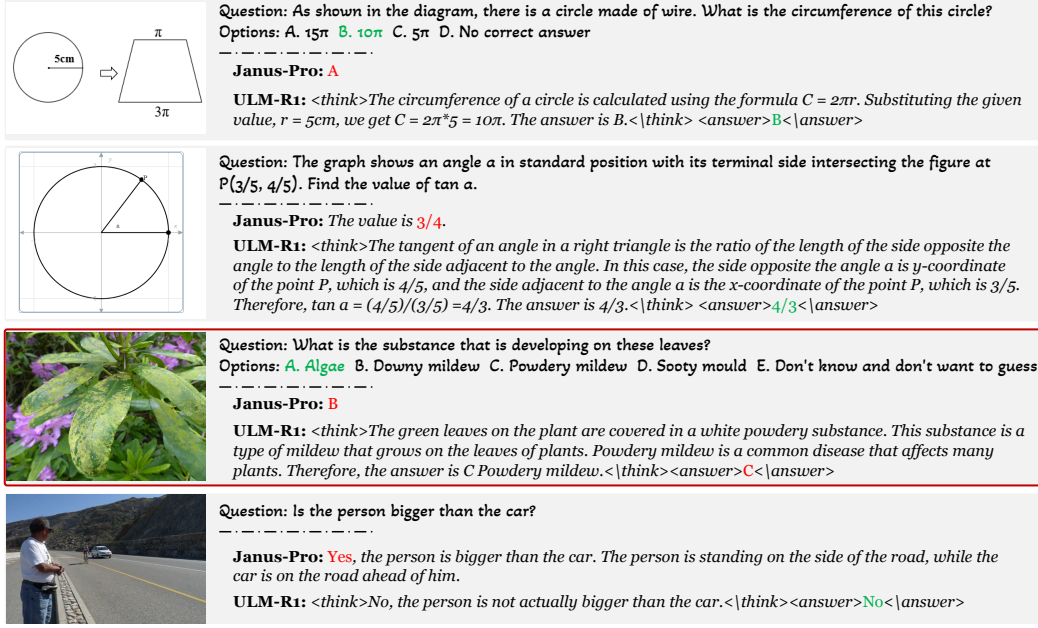 Question: As shown in the diagram, there is a circle made of wire. What is the circumference of this circle?
Options: A. 15π B. 10π C. 5π D. No correct answer
5cm
π
3π
Janus-Pro: A
ULM-R1: <think>The circumference of a circle is calculated using the formula C = 2πr. Substituting the given
value, r = 5cm, we get C = 2π*5 = 10π. The answer is B.<\think> <answer>B<\answer>
Question: The graph shows an angle a in standard position with its terminal side intersecting the figure at
P(3/5, 4/5). Find the value of tan a.
P
Janus-Pro: The value is 3/4.
ULM-R1: <think>The tangent of an angle in a right triangle is the ratio of the length of the side opposite the
angle to the length of the side adjacent to the angle. In this case, the side opposite the angle a is y-coordinate
of the point P, which is 4/5, and the side adjacent to the angle a is the x-coordinate of the point P, which is 3/5.
Therefore, tan a = (4/5)/(3/5) =4/3. The answer is 4/3.<\think> <answer>4/3<\answer>
Question: What is the substance that is developing on these leaves?
Options: A. Algae B. Downy mildew C. Powdery mildew D. Sooty mould E. Don't know and don't want to guess
Janus-Pro: B
ULM-R1: <think>The green leaves on the plant are covered in a white powdery substance. This substance is a
type of mildew that grows on the leaves of plants. Powdery mildew is a common disease that affects many
plants. Therefore, the answer is C Powdery mildew.<\think><answer>C<\answer>
Question: Is the person bigger than the car?
Janus-Pro: Yes, the person is bigger than the car. The person is standing on the side of the road, while the
car is on the road ahead of him.
ULM-R1: <think>No, the person is not actually bigger than the car.<\think><answer>No<\answer>